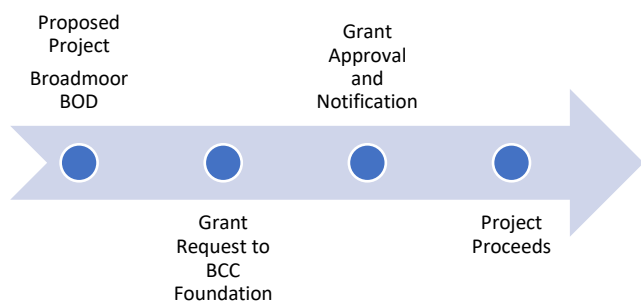 Proposed
Project
Broadmoor
BOD
Grant
Request to
BCC
Foundation
Grant
Approval
and
Notification
Project
Proceeds